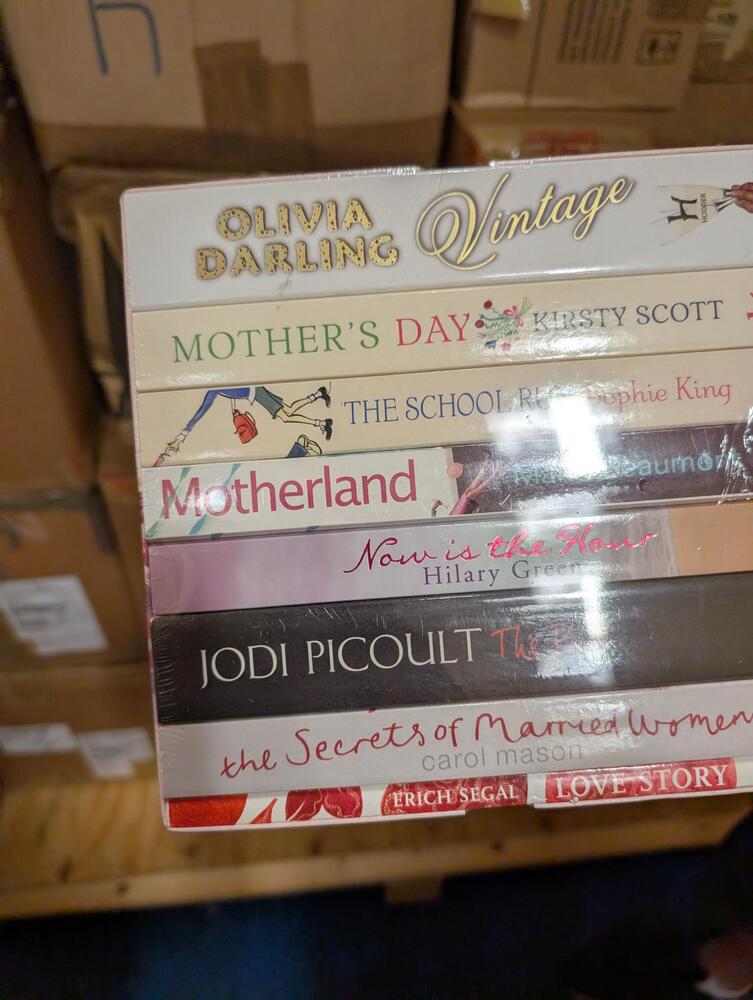 OLIVIA
DARLING
Vintage
H
HODDER
MOTHER'S DAY KIRSTY SCOTT
THE SCHOOL RUN Sophie King
Motherland
Now is the Hour
Hilary Green
JODI PICOULT The
the Secrets of Married Women
carol mason
ERICH SEGAL LOVE STORY